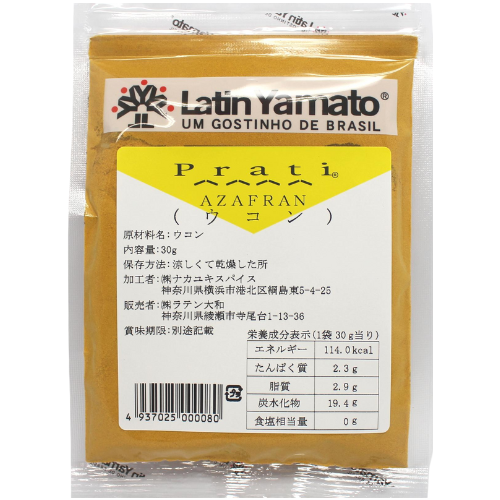 Latin Yamato®
UM GOSTINHO DE BRASIL
Prati®
AZAFRAN
(ウコン)
原材料名:ウコン
内容量:30g
保存方法:涼しくて乾燥した所
加工者:㈱ナカユキスパイス
神奈川県横浜市港北区綱島東5-4-25
販売者:㈱ラテン大和
神奈川県綾瀬市寺尾台1-13-36
賞味期限:別途記載
栄養成分表示(1袋30g当り)
エネルギー 114.0kcal
たんぱく質 2.3g
脂質 2.9g
炭水化物 19.4g
食塩相当量 0g
4 937025 000080